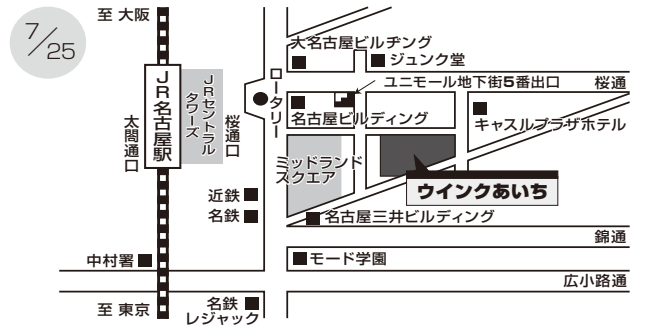 7/25
至 大阪
大名古屋ビルヂング
ジュンク堂
ユニモール地下街5番出口
桜通
JR名古屋駅
JRセントラル
タワーズ
太閤通口
桜通口
ロータリー
名古屋ビルディング
キャスルプラザホテル
ミッドランド
スクエア
ウインクあいち
近鉄
名鉄
名古屋三井ビルディング
錦通
中村署
モード学園
広小路通
至 東京
名鉄
レジャック